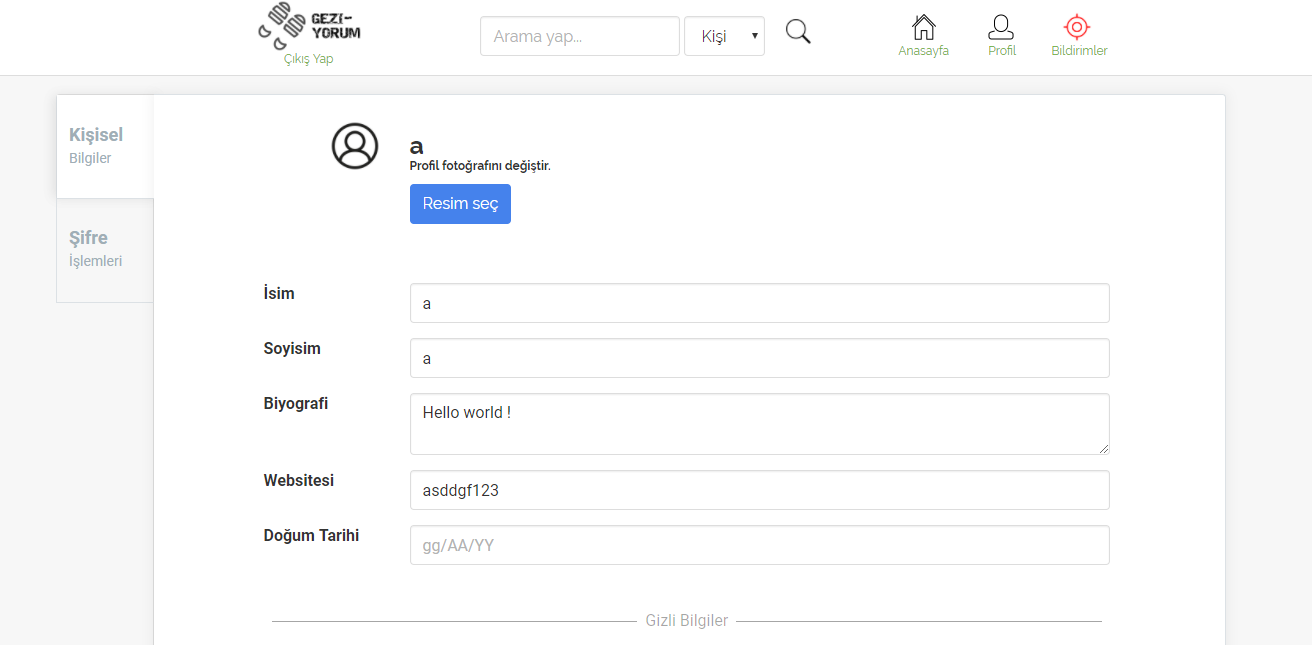 GEZİ-
YORUM
Çıkış Yap
Arama yap...
Kişi
Anasayfa
Profil
Bildirimler
Kişisel
Bilgiler
Şifre
İşlemleri
a
Profil fotoğrafını değiştir.
Resim seç
İsim
a
Soyisim
a
Biyografi
Hello world !
Websitesi
asddgf123
Doğum Tarihi
gg/AA/YY
Gizli Bilgiler